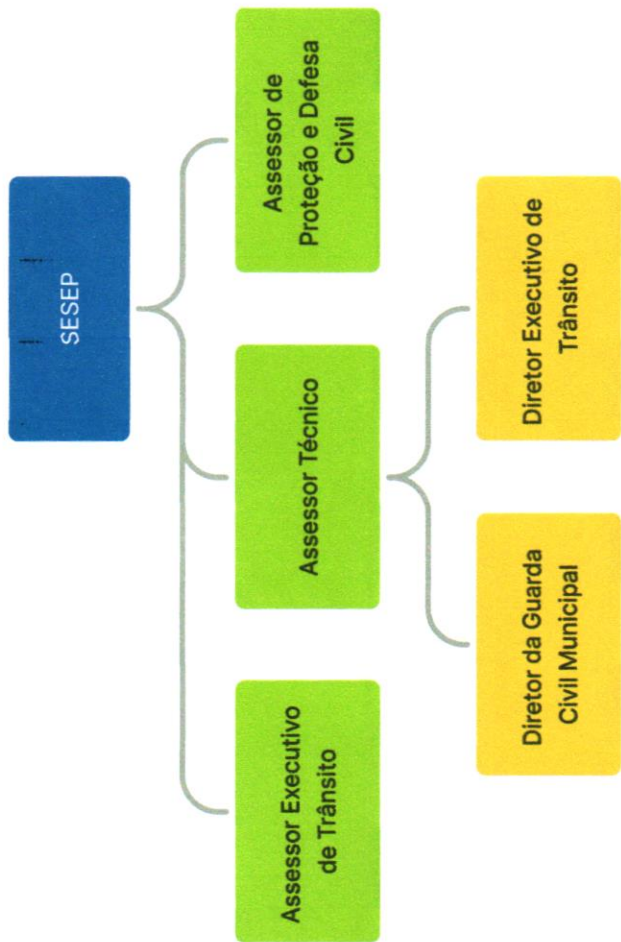 SESEP
Assessor Executivo
de Trânsito
Assessor Técnico
Assessor de
Proteção e Defesa
Civil
Diretor da Guarda
Civil Municipal
Diretor Executivo de
Trânsito